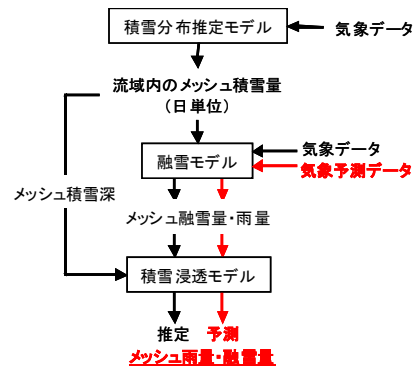 積雪分布推定モデル
気象データ
流域内のメッシュ積雪量
(日単位)
融雪モデル
気象データ
気象予測データ
メッシュ積雪深
メッシュ融雪量・雨量
積雪浸透モデル
推定 予測
メッシュ雨量・融雪量